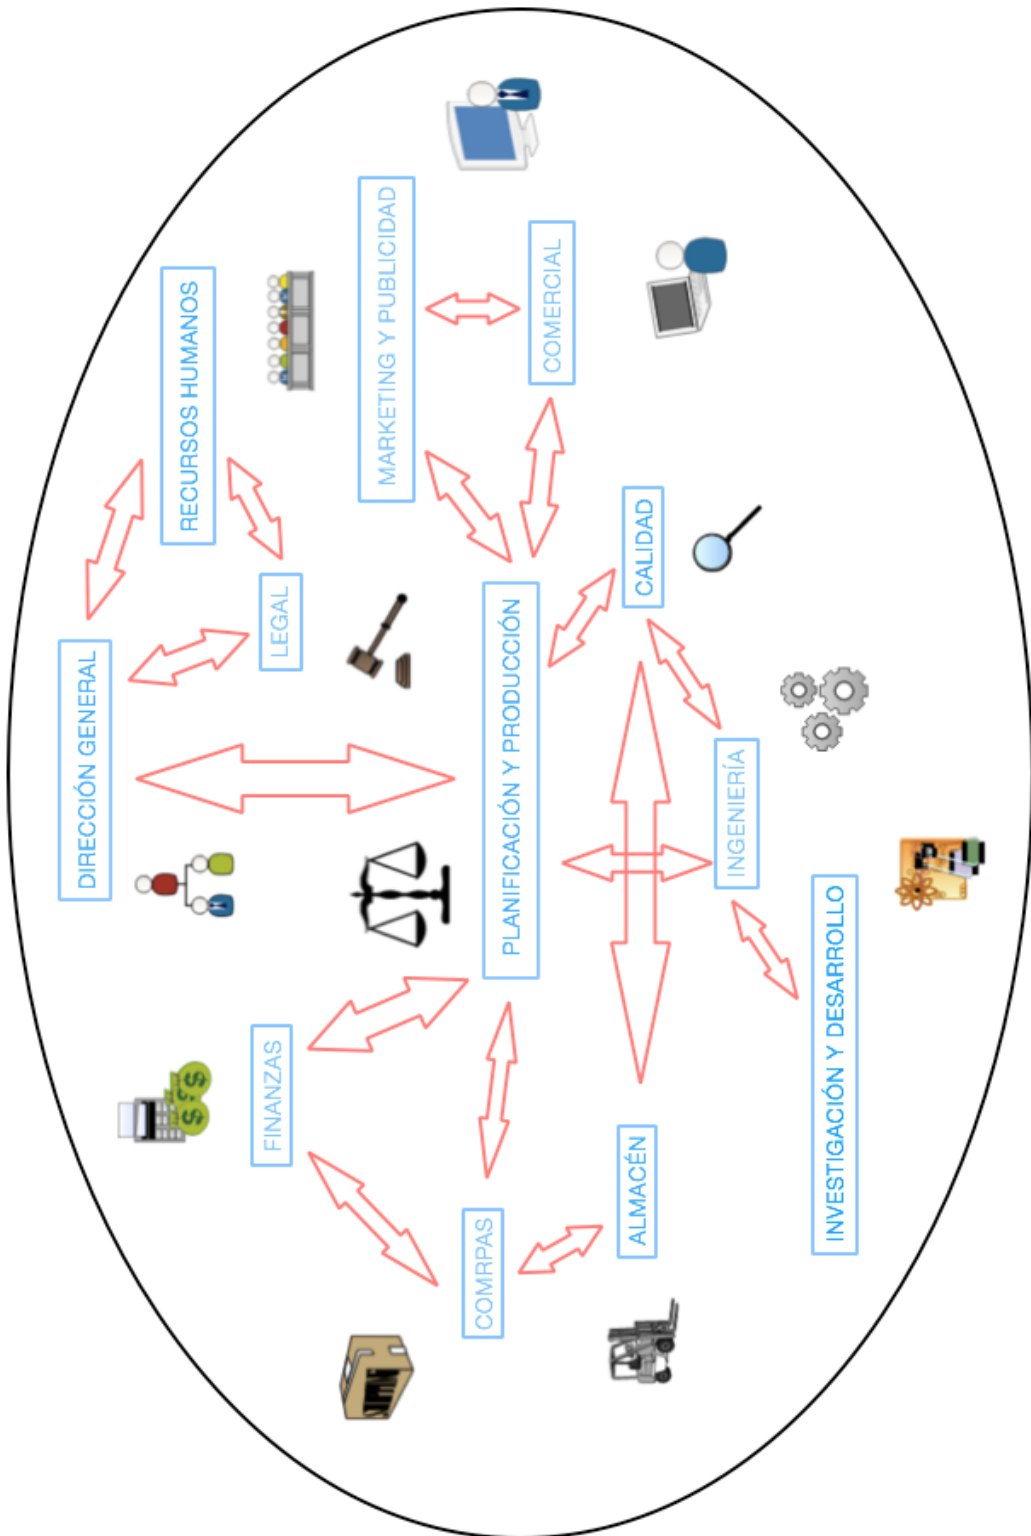 DIRECCIÓN GENERAL
RECURSOS HUMANOS
LEGAL
FINANZAS
MARKETING Y PUBLICIDAD
COMRPAS
PLANIFICACIÓN Y PRODUCCIÓN
COMERCIAL
ALMACÉN
CALIDAD
INGENIERÍA
INVESTIGACIÓN Y DESARROLLO